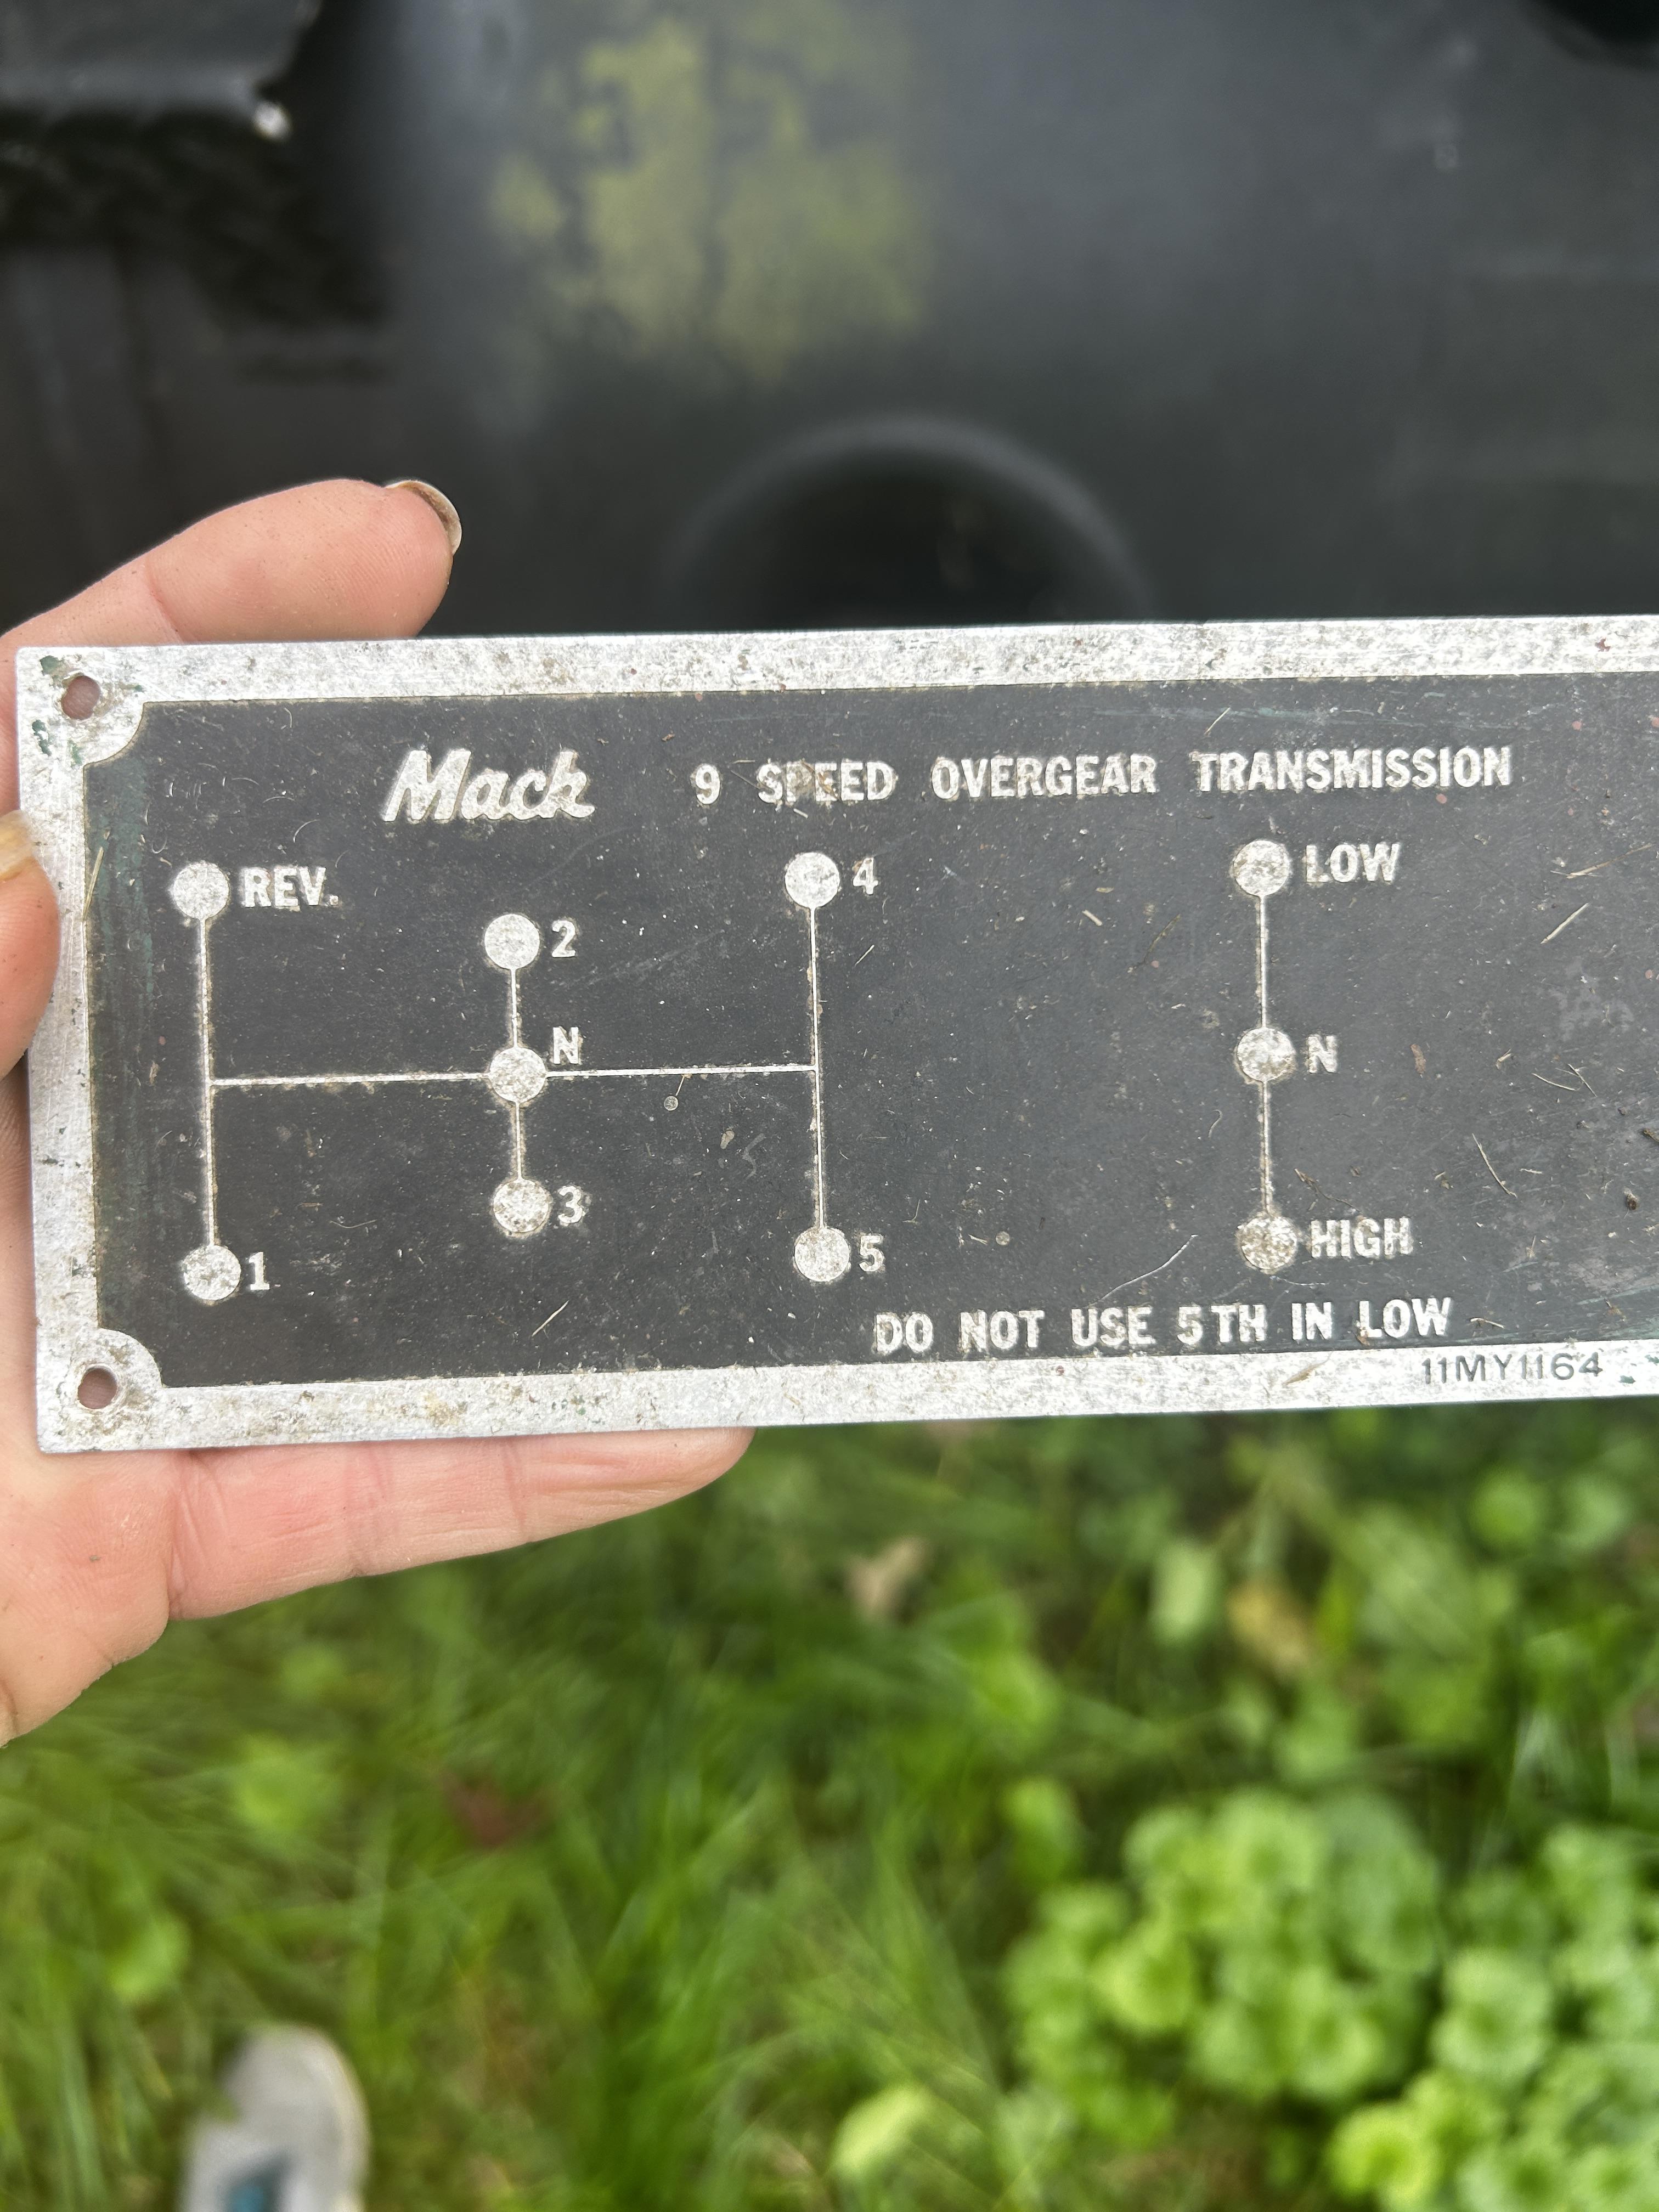 Mack 9 SPEED OVERGEAR TRANSMISSION
REV. 4 LOW
2
N N
3
1 5 HIGH
DO NOT USE 5TH IN LOW
11MY1164